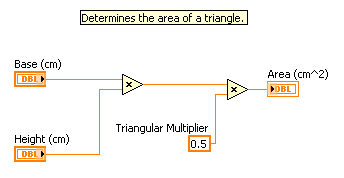 Determines the area of a triangle.
Base (cm)
DBL
Area (cm^2)
DBL
Triangular Multiplier
0.5
Height (cm)
DBL